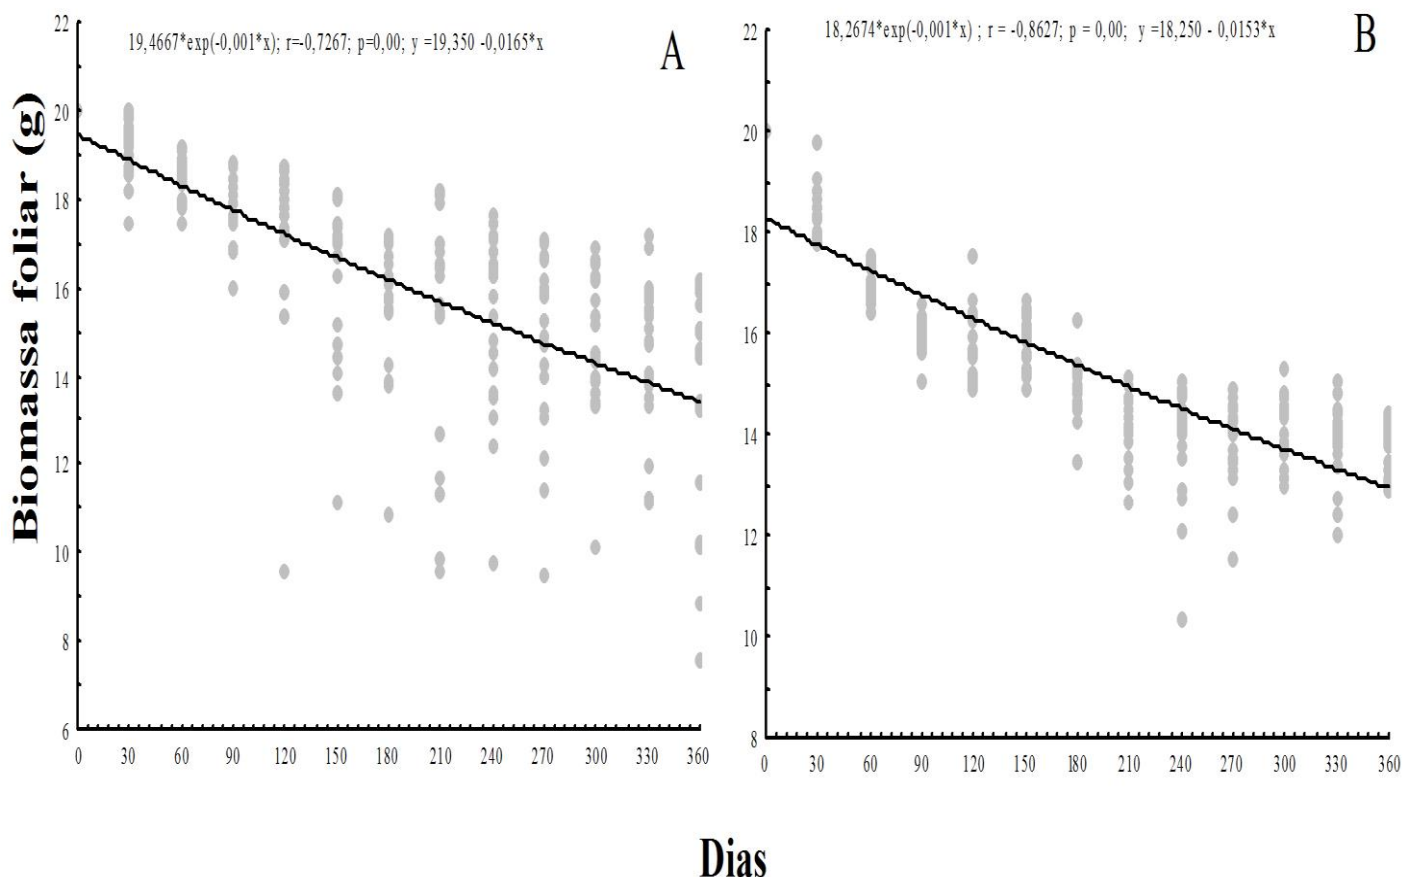 19,4667*exp(-0,001*x); r=-0,7267; p=0,00; y =19,350 -0,0165*x
A
Biomassa foliar (g)
22
20
18
16
14
12
10
8
6
0 30 60 90 120 150 180 210 240 270 300 330 360
18,2674*exp(-0,001*x) ; r = -0,8627; p = 0,00; y =18,250 - 0,0153*x
B
22
20
18
16
14
12
10
8
0 30 60 90 120 150 180 210 240 270 300 330 360
Dias